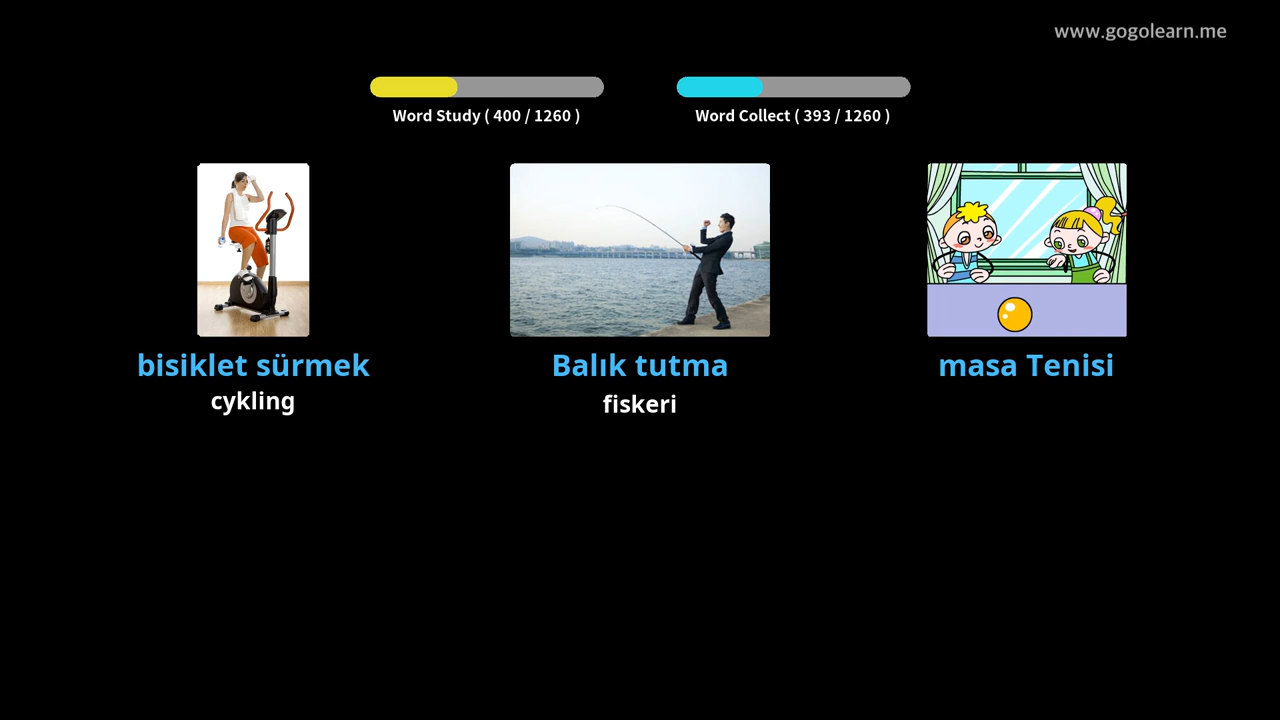 www.gogolearn.me
Word Study ( 400 / 1260 )
Word Collect ( 393 / 1260 )
bisiklet sürmek
Balık tutma
masa Tenisi
cykling
fiskeri